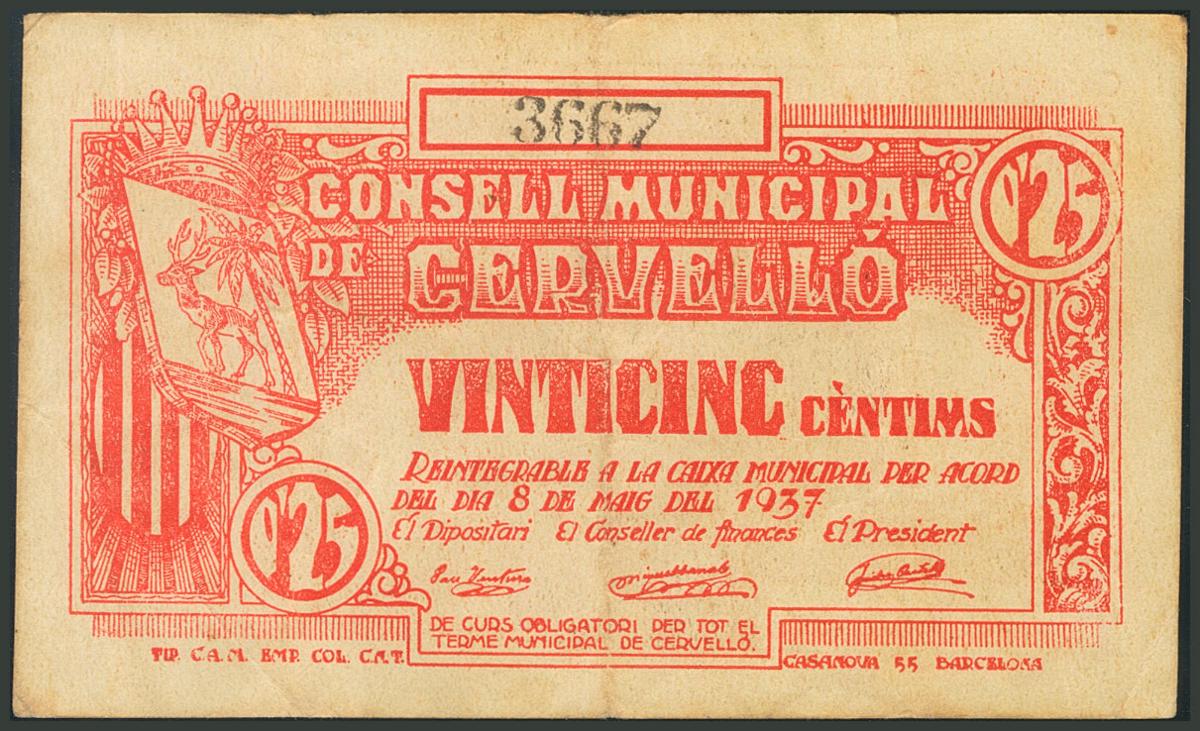 3667
CONSELL MUNICIPAL
0'25
DE CERVELLÓ
VINTICINC CÈNTIMS
REINTEGRABLE A LA CAIXA MUNICIPAL PER ACORD
DEL DIA 8 DE MAIG DEL 1937
El Dipositari El Conseller de finances El President
Pau Ventura
0'25
DE CURS OBLIGATORI PER TOT EL
TERME MUNICIPAL DE CERVELLÓ.
TIP. C.A.M. EMP. COL. C.N.T. CASANOVA 55 BARCELONA